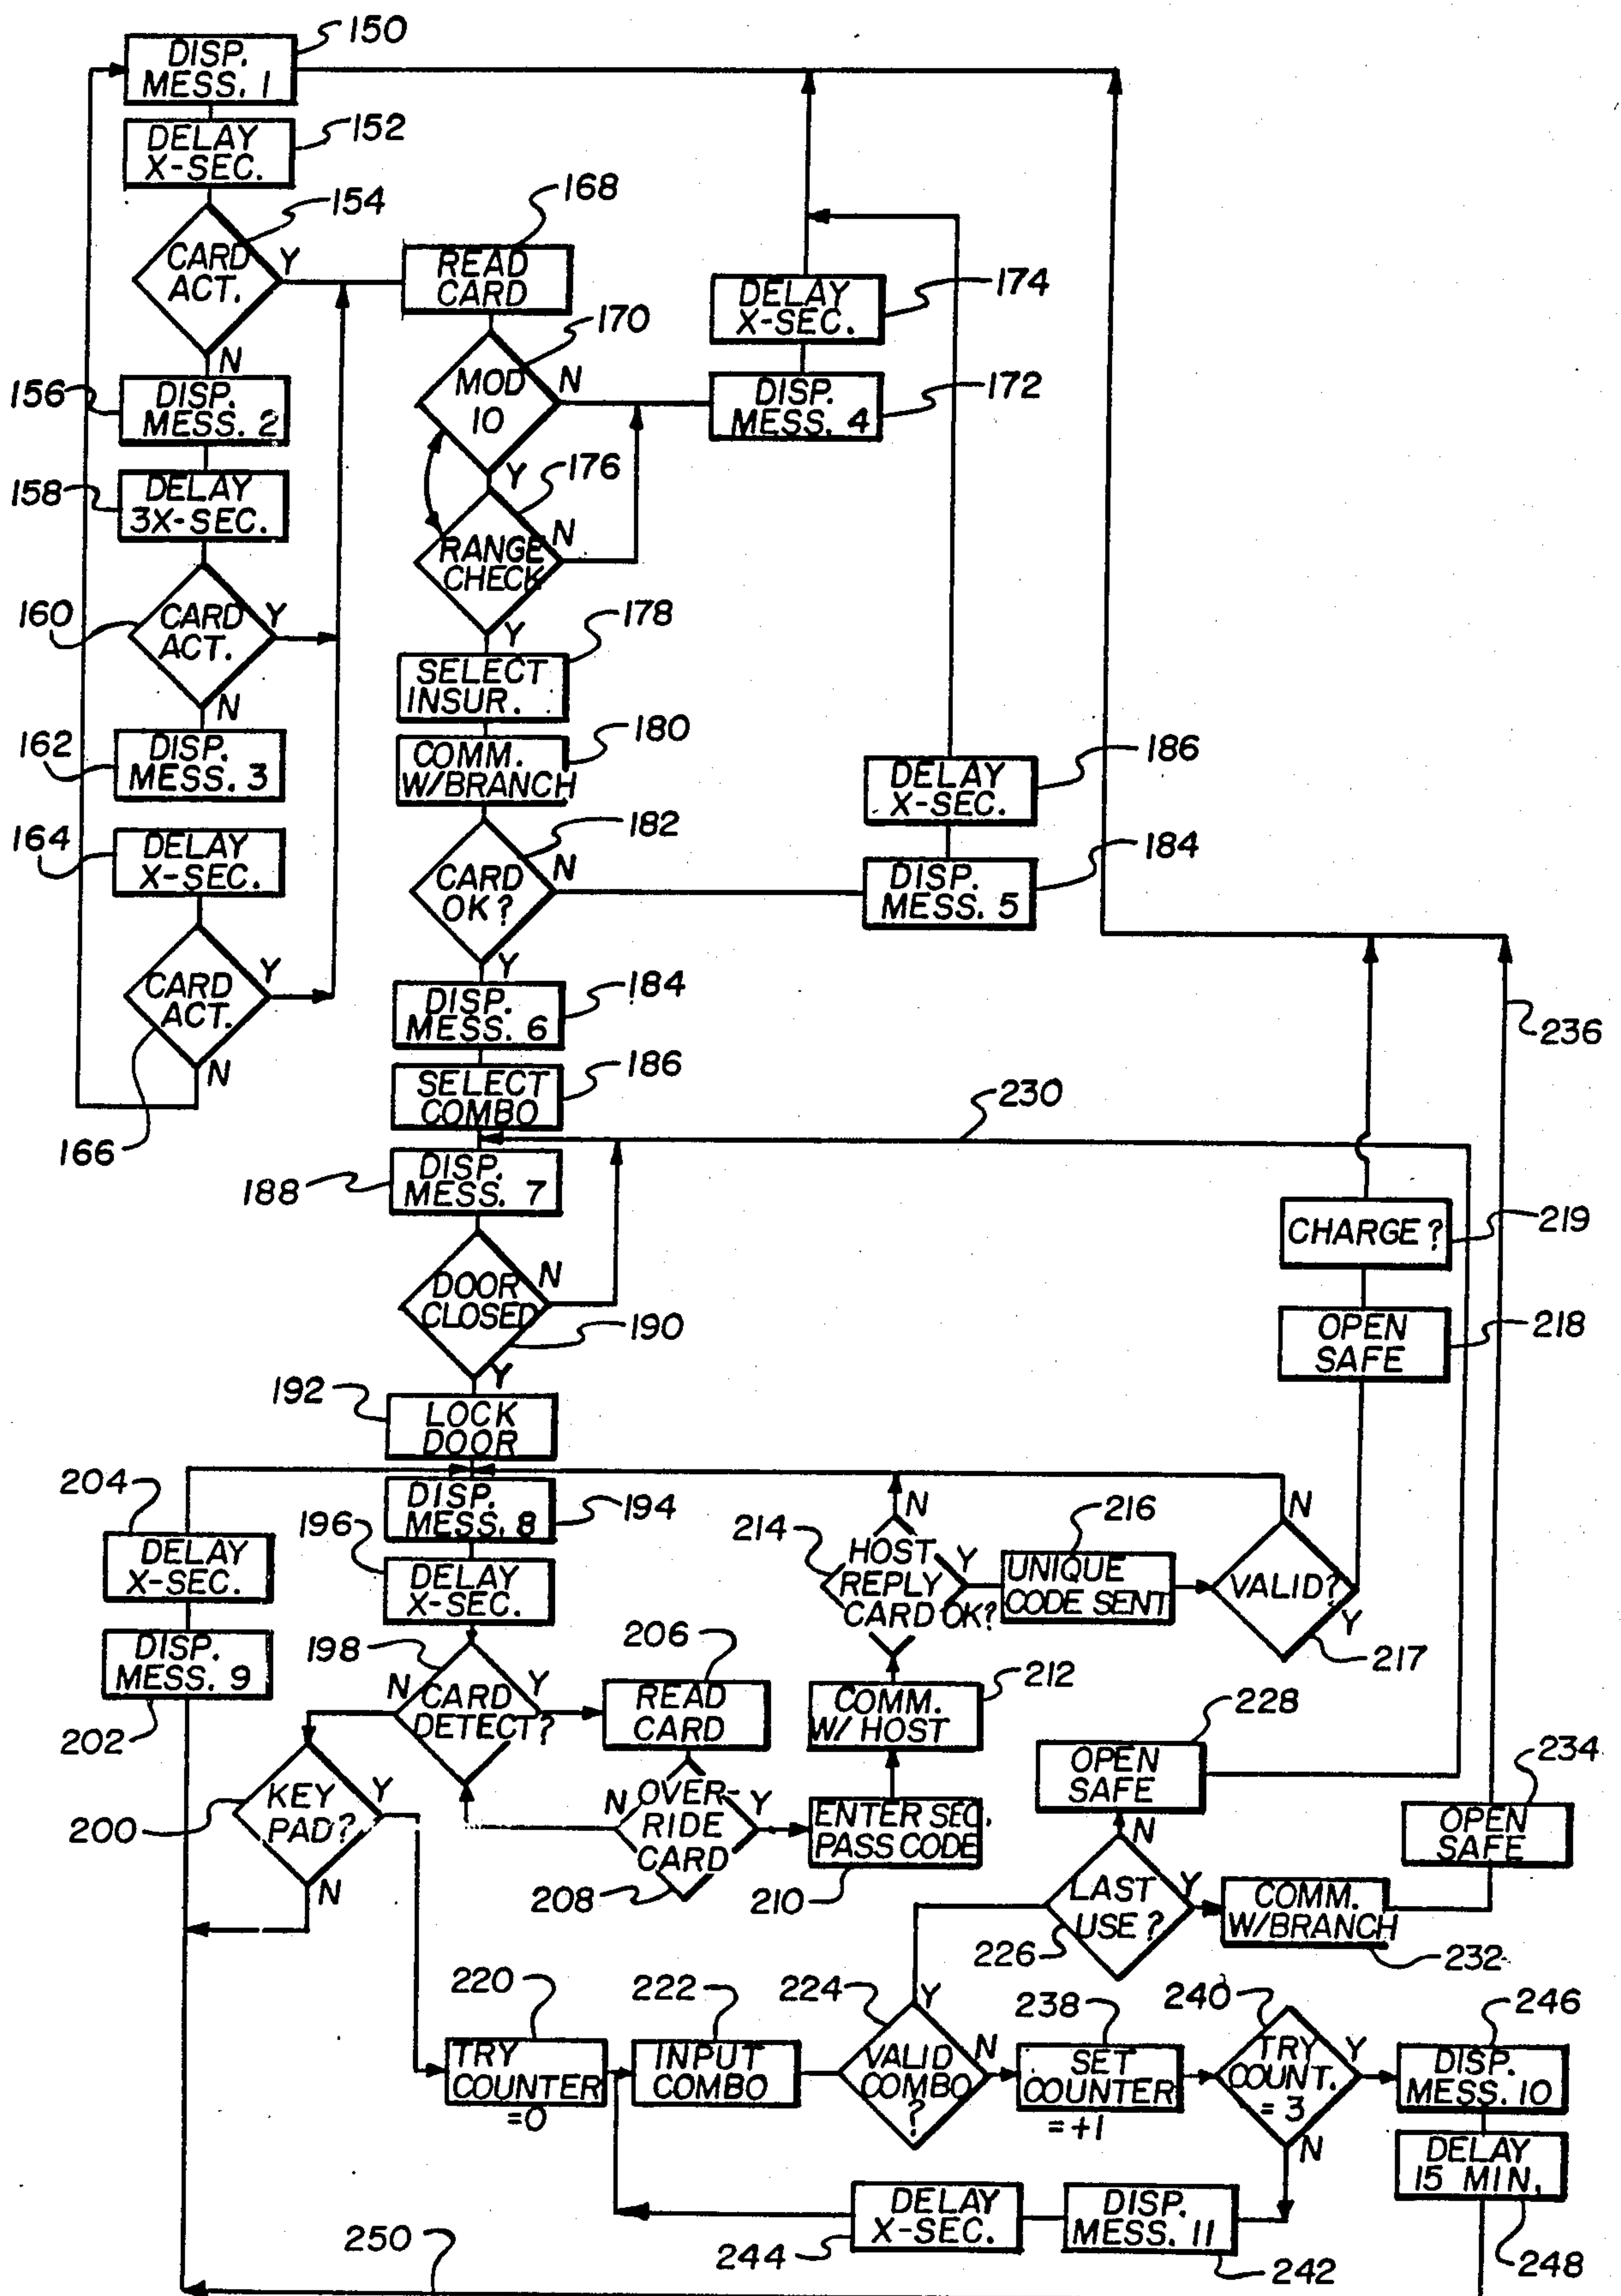 150
DISP.
MESS. 1
152
DELAY
X-SEC.
154
CARD
ACT.
Y
N
156
DISP.
MESS. 2
158
DELAY
3X-SEC.
160
CARD
ACT.
Y
N
162
DISP.
MESS. 3
164
DELAY
X-SEC.
CARD
ACT.
Y
N
166
168
READ
CARD
170
MOD
10
N
Y
174
DELAY
X-SEC.
172
DISP.
MESS. 4
176
RANGE
CHECK
N
Y
178
SELECT
INSUR.
180
COMM.
W/BRANCH
182
CARD
OK?
N
Y
186
DELAY
X-SEC.
184
DISP.
MESS. 5
184
DISP.
MESS. 6
186
SELECT
COMBO
230
236
188
DISP.
MESS. 7
DOOR
CLOSED
N
Y
190
192
LOCK
DOOR
CHARGE?
219
OPEN
SAFE
218
204
DELAY
X-SEC.
DISP.
MESS. 9
202
DISP.
MESS. 8
194
196
DELAY
X-SEC.
198
CARD
DETECT?
N
Y
206
READ
CARD
OVER-
RIDE
CARD
N
Y
208
ENTER SEC.
PASS CODE
210
212
COMM.
W/ HOST
214
HOST
REPLY
CARD OK?
N
Y
216
UNIQUE
CODE SENT
VALID?
N
Y
217
200
KEY
PAD?
Y
N
228
OPEN
SAFE
LAST
USE?
N
Y
226
COMM.
W/BRANCH
232
234
OPEN
SAFE
220
TRY
COUNTER
=0
222
INPUT
COMBO
224
VALID
COMBO
?
Y
N
238
SET
COUNTER
=+1
240
TRY
COUNT.
=3
Y
N
246
DISP.
MESS. 10
DELAY
15 MIN.
248
DISP.
MESS. 11
242
DELAY
X-SEC.
244
250